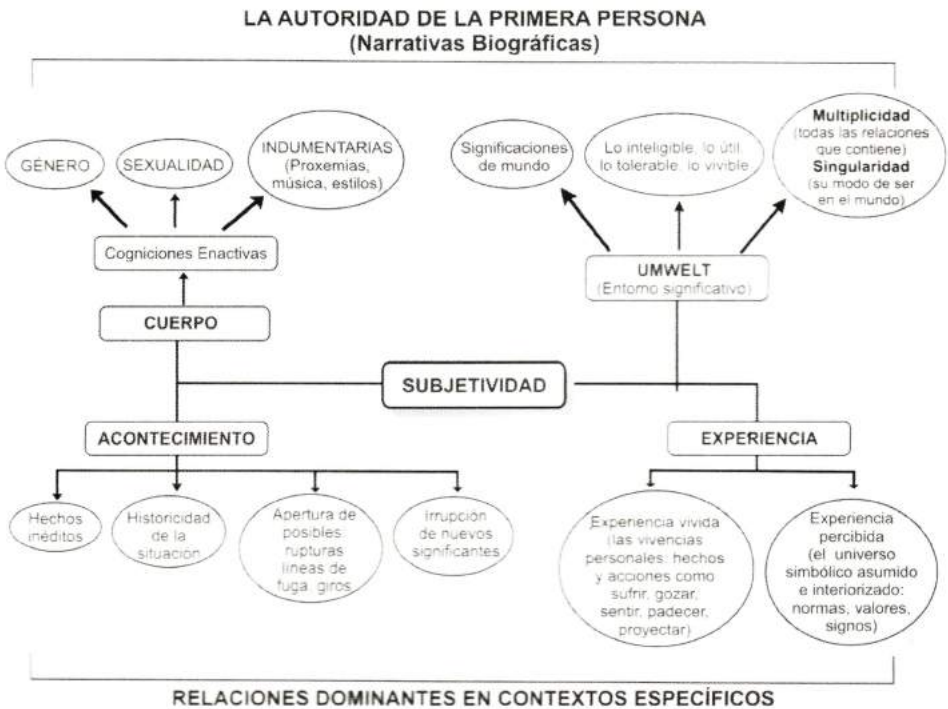 LA AUTORIDAD DE LA PRIMERA PERSONA
(Narrativas Biográficas)
GÉNERO
SEXUALIDAD
INDUMENTARIAS
(Proxemias,
música, estilos)
Significaciones
de mundo
Lo inteligible, lo útil,
lo tolerable, lo vivible
Multiplicidad
(todas las relaciones
que contiene)
Singularidad
(su modo de ser
en el mundo)
Cogniciones Enactivas
UMWELT
(Entorno significativo)
CUERPO
SUBJETIVIDAD
ACONTECIMIENTO
EXPERIENCIA
Hechos
inéditos
Historicidad
de la
situación
Apertura de
posibles:
rupturas
líneas de
fuga giros
Irrupción
de nuevos
significantes
Experiencia vivida
(las vivencias
personales: hechos
y acciones como
sufrir, gozar,
sentir, padecer,
proyectar)
Experiencia
percibida
(el universo
simbólico asumido
e interiorizado:
normas, valores,
signos)
RELACIONES DOMINANTES EN CONTEXTOS ESPECÍFICOS